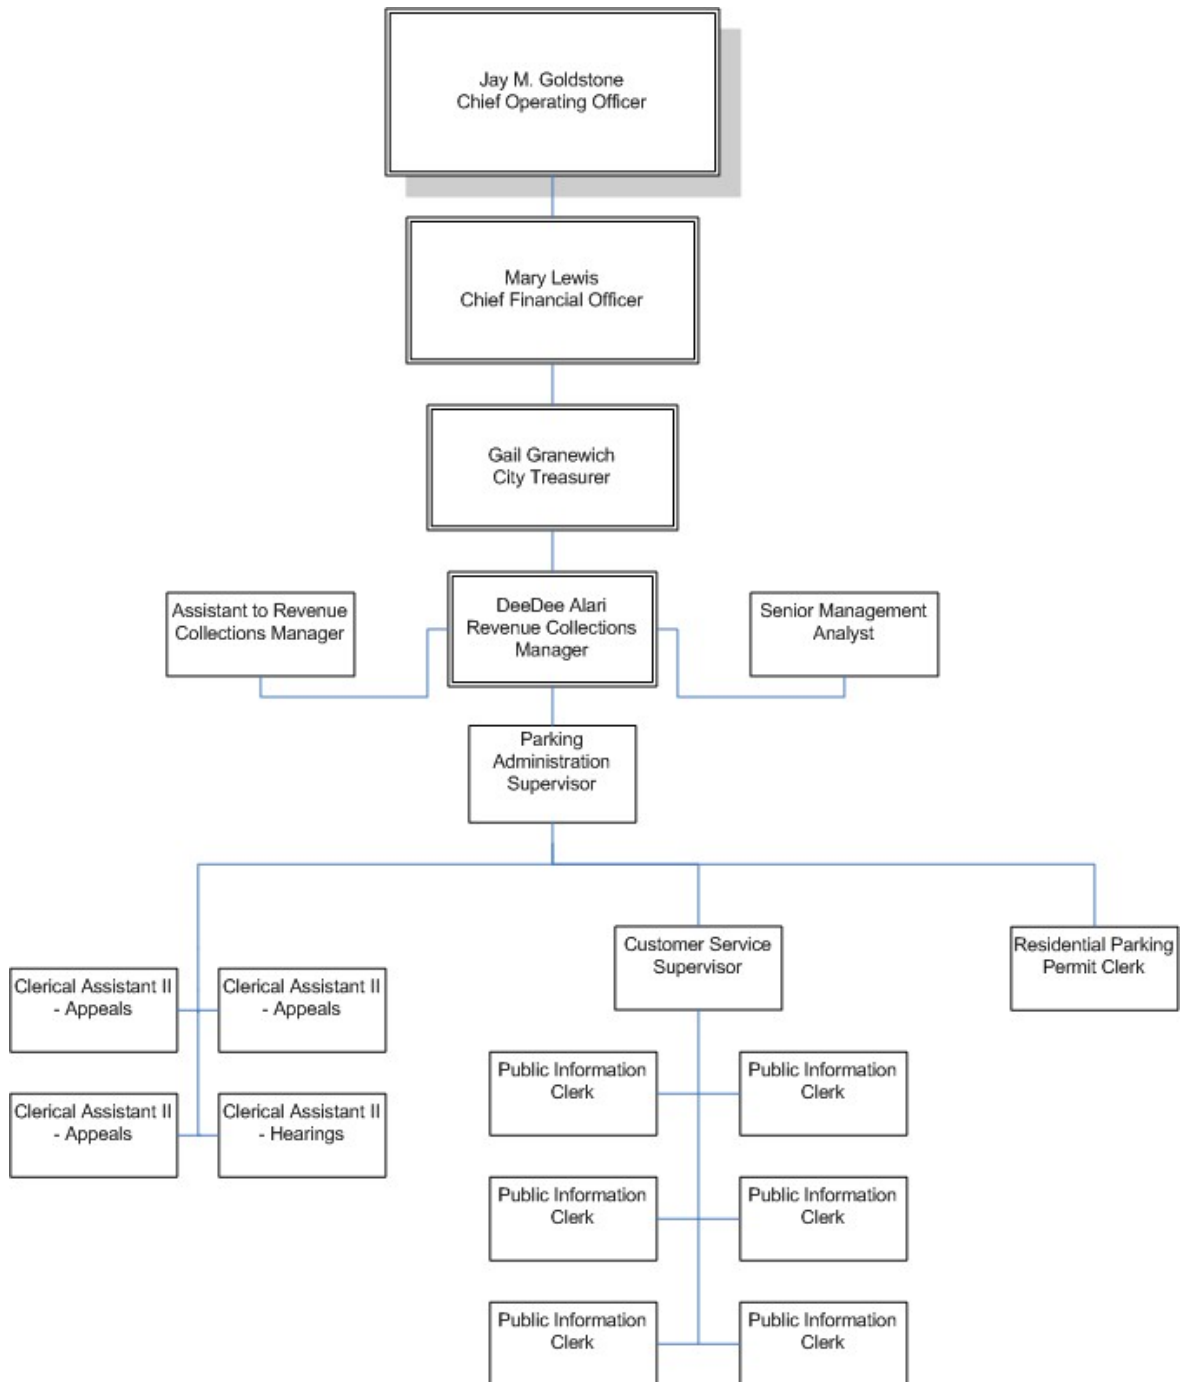 Jay M. Goldstone
Chief Operating Officer
Mary Lewis
Chief Financial Officer
Gail Granewich
City Treasurer
Assistant to Revenue
Collections Manager
DeeDee Alari
Revenue Collections
Manager
Senior Management
Analyst
Parking
Administration
Supervisor
Clerical Assistant II
- Appeals
Clerical Assistant II
- Appeals
Clerical Assistant II
- Appeals
Clerical Assistant II
- Hearings
Customer Service
Supervisor
Public Information
Clerk
Public Information
Clerk
Public Information
Clerk
Public Information
Clerk
Public Information
Clerk
Public Information
Clerk
Residential Parking
Permit Clerk